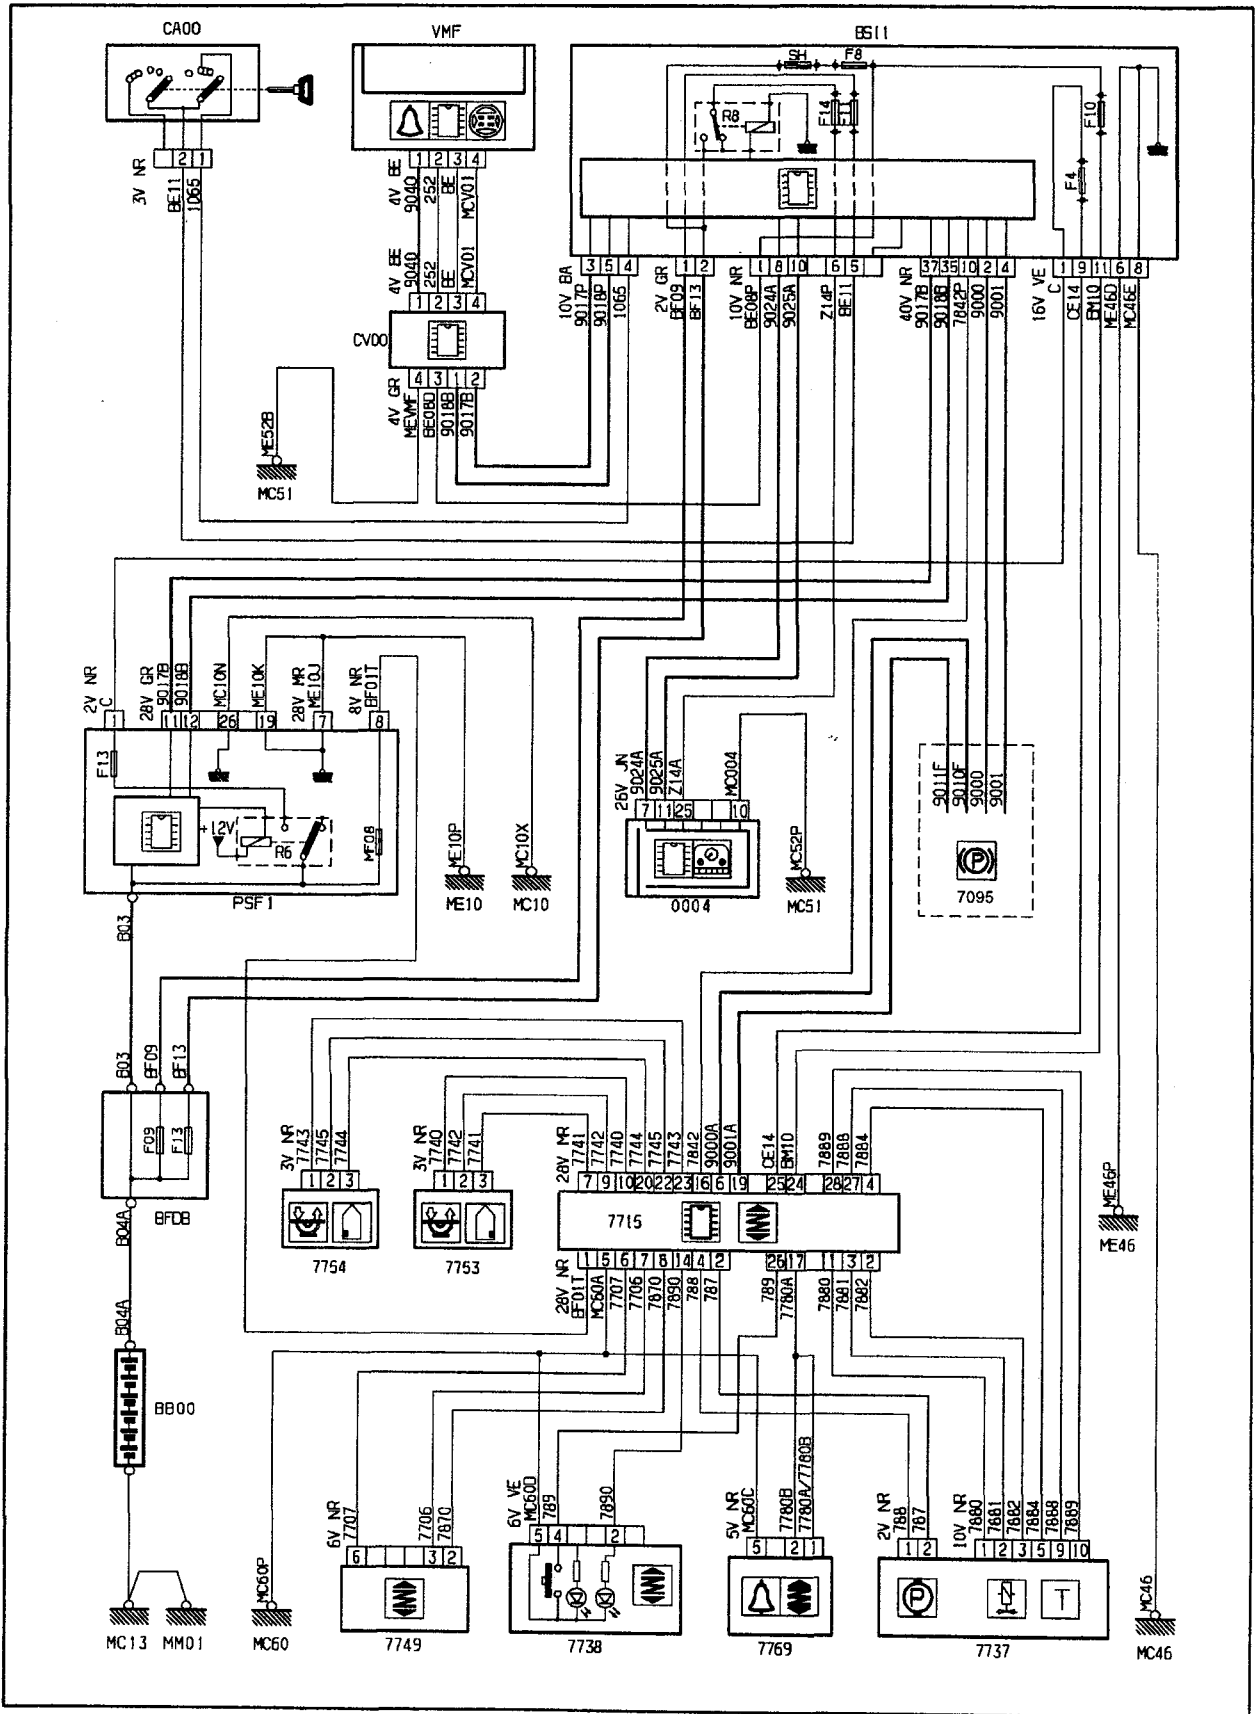 CA00
VMF
BSI1
SH
F8
R8
F14
F11
F10
F4
3V NR
2 1
BE11
1065
1 2 3 4
4V BE
9040
252
BE
MCV01
4V BE
9040
252
BE
MCV01
1 2 3 4
CV00
4 3 1 2
4V GR
MEVMF
BE08D
9018B
9017B
3 5 4
10V BA
9017P
9018P
1065
1 2
2V GR
BF09
BF13
1 8 10 6 5
10V NR
BE08P
9024A
9025A
Z14P
BE11
37 35 10 2 4
40V NR
9017B
9018B
7842P
9000
9001
1 9 11 6 8
16V VE
C
CE14
BM10
ME46D
MC46E
ME52B
MC51
2V NR
C
28V GR
9017B
9018B
MC10N
ME10K
28V MR
ME10J
8V NR
BF01T
1 11 12 26 19 7 8
F13
+12V
R6
MF08
PSF1
ME10P
ME10
MC10X
MC10
26V JN
9024A
9025A
Z14A
MC004
7 11 25 10
0004
MC52P
MC51
9011F
9010F
9000
9001
P
7095
B03
B03
BF09
BF13
F09
F13
BFDB
B04A
B04A
BB00
MC13
MM01
3V NR
7743
7745
7744
1 2 3
7754
3V NR
7740
7742
7741
1 2 3
7753
28V MR
7741
7742
7740
7744
7745
7743
7842
9000A
9001A
CE14
BM10
7889
7888
7884
7 9 10 20 22 23 16 6 19 25 24 28 27 4
7715
1 5 6 7 8 14 4 2 26 17 1 3 2
28V NR
BF01T
MC60A
7707
7706
7870
7890
788
787
789
7780A
7880
7881
7882
ME46P
ME46
MC60P
MC60
6V NR
7707
7706
7870
6 3 2
7749
6V VE
MC60D
789
7890
5 4 2
7738
5V NR
MC60C
7780B
7780A/7780B
5 2 1
7769
2V NR
788
787
1 2
10V NR
7880
7881
7882
7884
7888
7889
1 2 3 5 9 10
P
7737
MC46
MC46